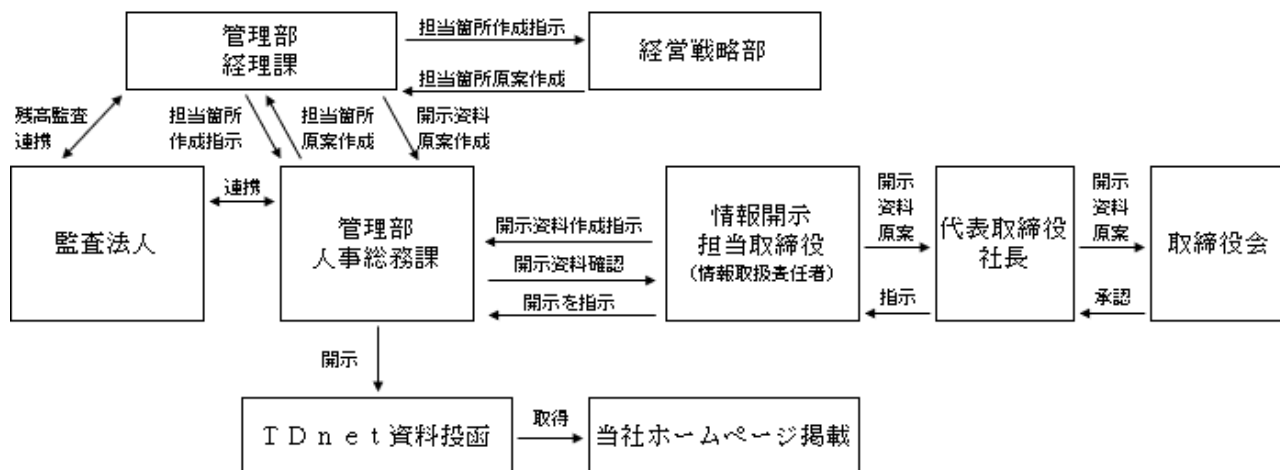 管理部
経理課
担当箇所作成指示
経営戦略部
担当箇所原案作成
残高監査
連携
担当箇所
作成指示
担当箇所
原案作成
開示資料
原案作成
監査法人
連携
管理部
人事総務課
開示資料作成指示
開示資料確認
開示を指示
情報開示
担当取締役
(情報取扱責任者)
開示
資料
原案
指示
代表取締役
社長
開示
資料
原案
承認
取締役会
開示
TDnet資料投函
取得
当社ホームページ掲載